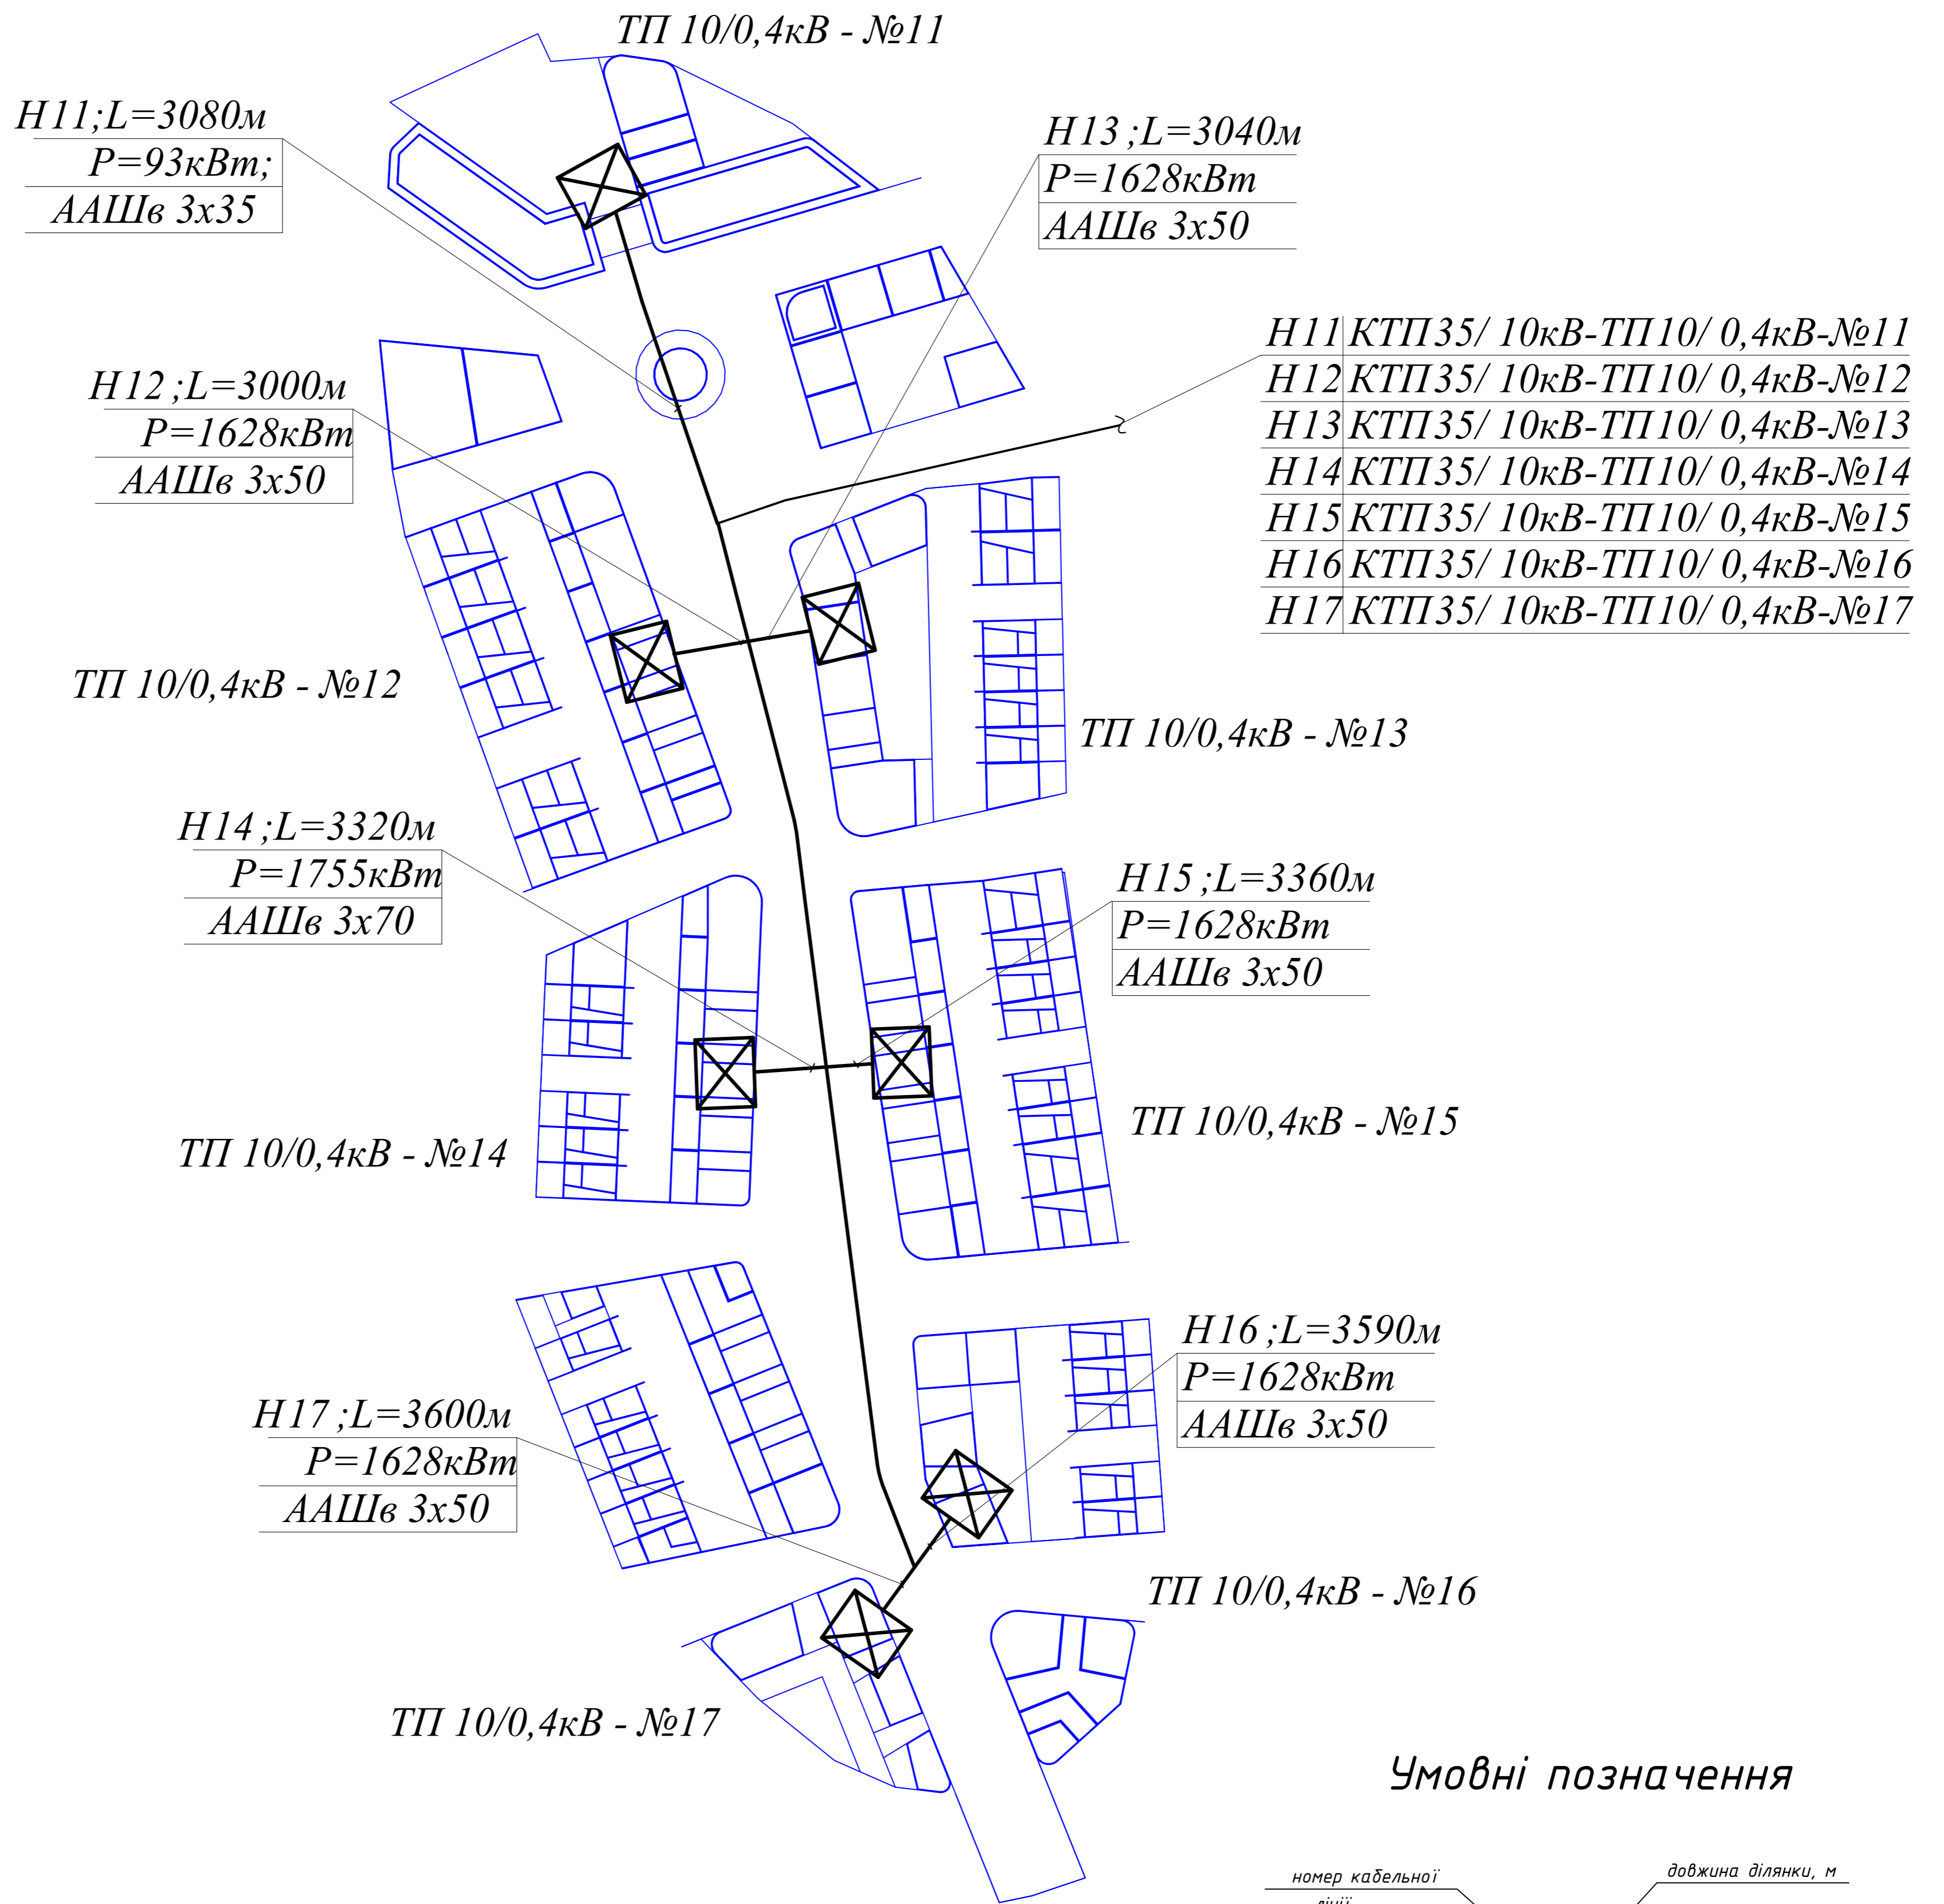 ТП 10/0,4кВ - №11
Н11;L=3080м
Р=93кВт;
ААШв 3х35
Н13;L=3040м
Р=1628кВт
ААШв 3х50
Н11 КТП35/10кВ-ТП10/0,4кВ-№11
Н12 КТП35/10кВ-ТП10/0,4кВ-№12
Н13 КТП35/10кВ-ТП10/0,4кВ-№13
Н14 КТП35/10кВ-ТП10/0,4кВ-№14
Н15 КТП35/10кВ-ТП10/0,4кВ-№15
Н16 КТП35/10кВ-ТП10/0,4кВ-№16
Н17 КТП35/10кВ-ТП10/0,4кВ-№17
Н12;L=3000м
Р=1628кВт
ААШв 3х50
ТП 10/0,4кВ - №12
ТП 10/0,4кВ - №13
Н14;L=3320м
Р=1755кВт
ААШв 3х70
Н15;L=3360м
Р=1628кВт
ААШв 3х50
ТП 10/0,4кВ - №14
ТП 10/0,4кВ - №15
Н16;L=3590м
Р=1628кВт
ААШв 3х50
Н17;L=3600м
Р=1628кВт
ААШв 3х50
ТП 10/0,4кВ - №16
ТП 10/0,4кВ - №17
Умовні позначення
номер кабельної
лінії
довжина ділянки, м